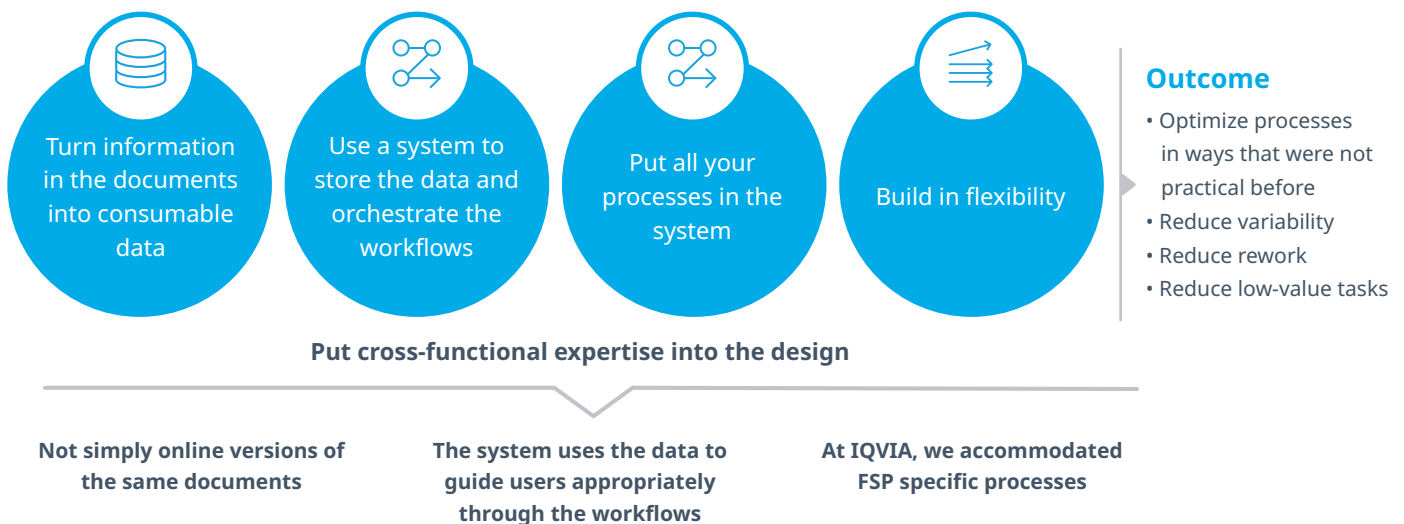 Turn information
in the documents
into consumable
data
Use a system to
store the data and
orchestrate the
workflows
Put all your
processes in the
system
Build in flexibility
Outcome
• Optimize processes
in ways that were not
practical before
• Reduce variability
• Reduce rework
• Reduce low-value tasks
Put cross-functional expertise into the design
Not simply online versions of
the same documents
The system uses the data to
guide users appropriately
through the workflows
At IQVIA, we accommodated
FSP specific processes